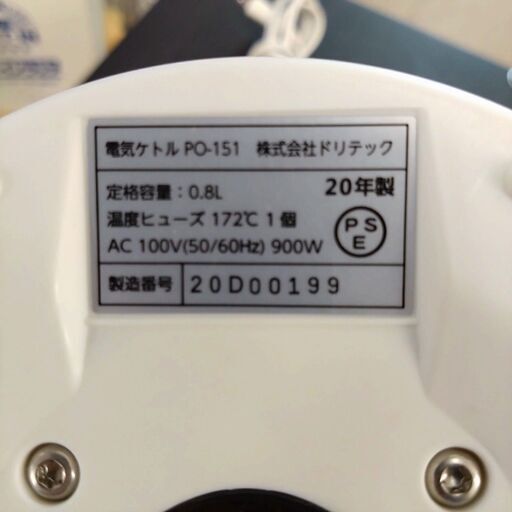 電気ケトル PO-151 株式会社ドリテック
定格容量：0.8L 20年製
温度ヒューズ 172℃ 1個
AC 100V(50/60Hz) 900W
PSE
製造番号 20D00199